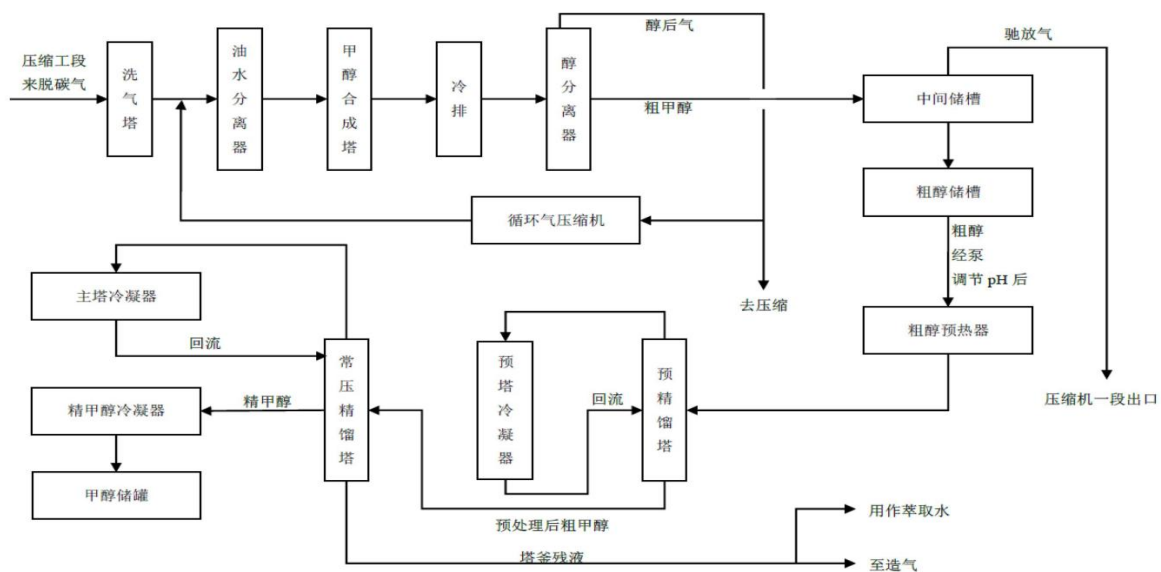 压缩工段
来脱碳气
洗气塔
油水分离器
甲醇合成塔
冷排
醇分离器
醇后气
粗甲醇
驰放气
中间储槽
粗醇储槽
粗醇
经泵
调节 pH 后
粗醇预热器
压缩机一段出口
循环气压缩机
去压缩
主塔冷凝器
回流
常压精馏塔
精甲醇
精甲醇冷凝器
甲醇储罐
预塔冷凝器
回流
预精馏塔
预处理后粗甲醇
塔釜残液
用作萃取水
至造气